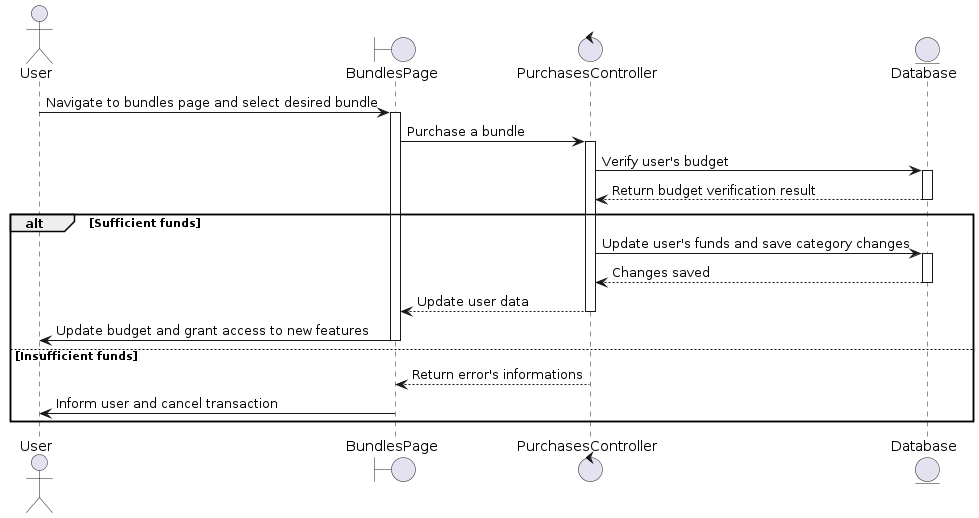 User
BundlesPage
PurchasesController
Database
Navigate to bundles page and select desired bundle
Purchase a bundle
Verify user's budget
Return budget verification result
alt [Sufficient funds]
Update user's funds and save category changes
Changes saved
Update user data
Update budget and grant access to new features
[Insufficient funds]
Return error's informations
Inform user and cancel transaction
User
BundlesPage
PurchasesController
Database